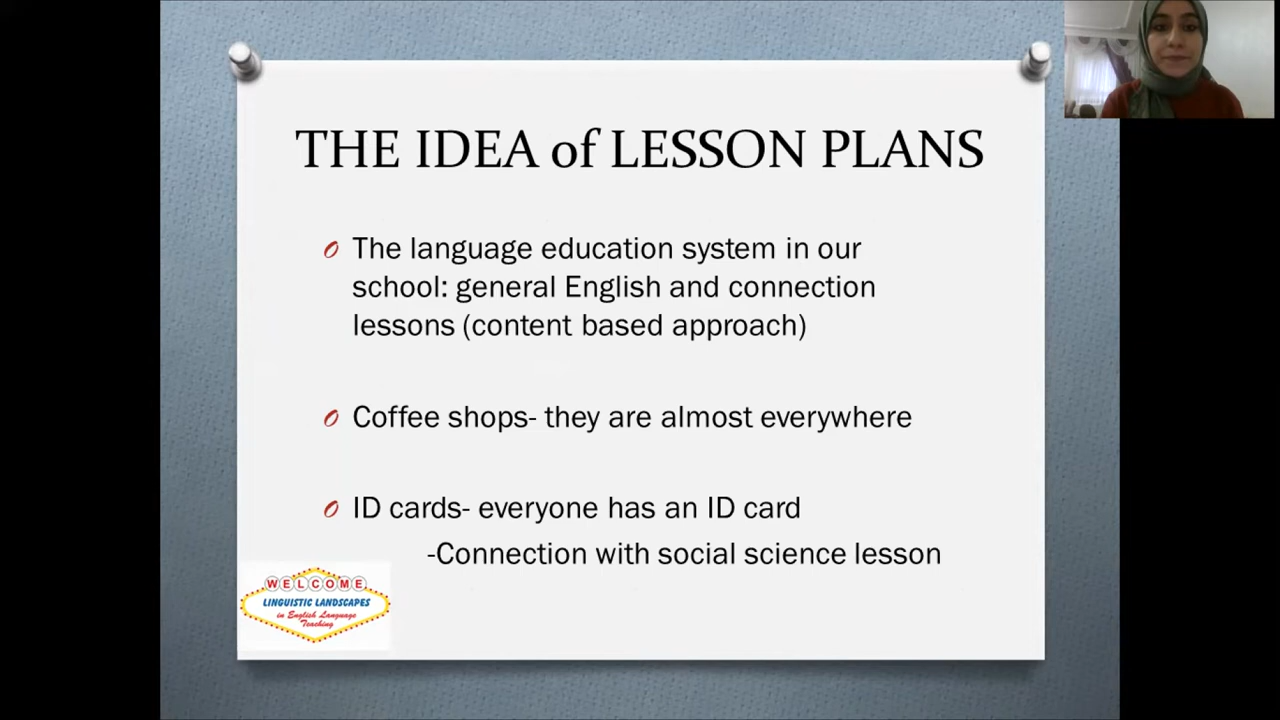 THE IDEA of LESSON PLANS
The language education system in our
school: general English and connection
lessons (content based approach)
Coffee shops- they are almost everywhere
ID cards- everyone has an ID card
-Connection with social science lesson
WELCOME
LINGUISTIC LANDSCAPES
in English Language
Teaching